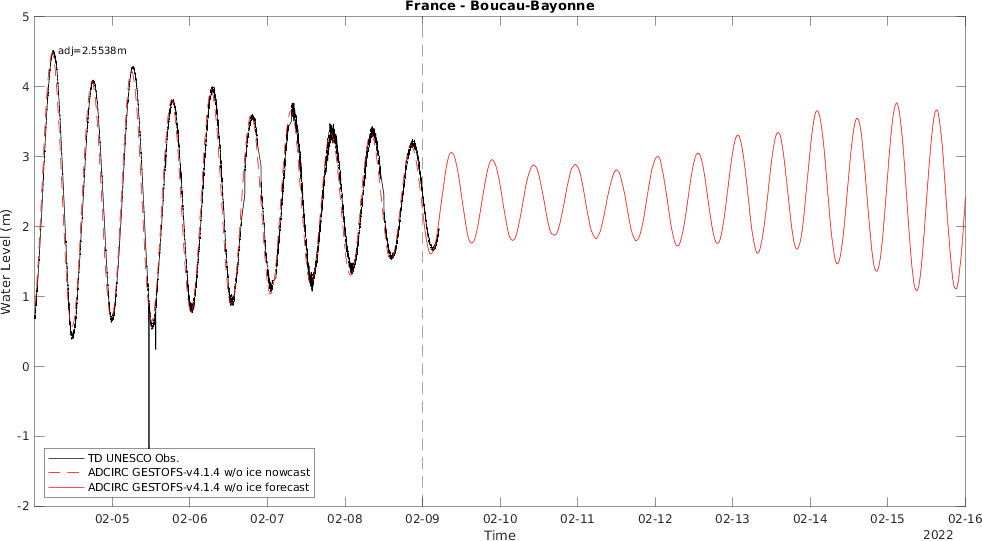 France - Boucau-Bayonne
5
adj=2.5538m
4
3
2
1
0
-1
-2
Water Level (m)
TD UNESCO Obs.
ADCIRC GESTOFS-v4.1.4 w/o ice nowcast
ADCIRC GESTOFS-v4.1.4 w/o ice forecast
02-05 02-06 02-07 02-08 02-09 02-10 02-11 02-12 02-13 02-14 02-15 02-16
Time
2022